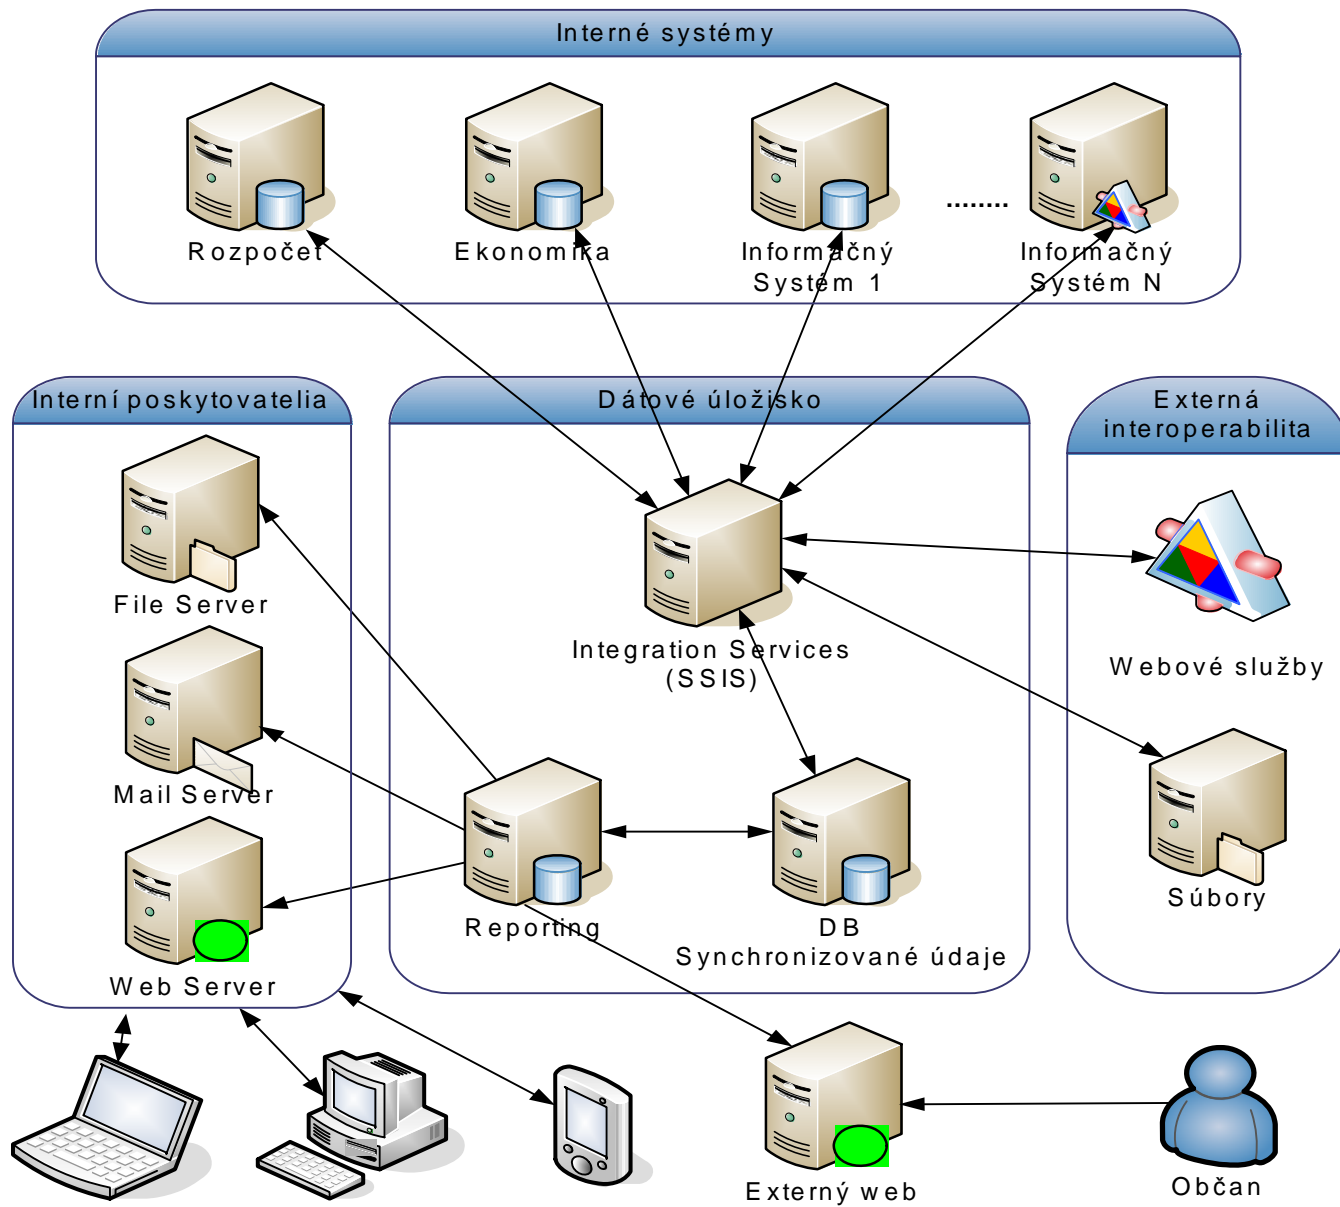 Interné systémy
Rozpočet
Ekonomika
Informačný
Systém 1
........
Informačný
Systém N
Interní poskytovatelia
File Server
Mail Server
Web Server
Dátové úložisko
Integration Services
(SSIS)
Reporting
DB
Synchronizované údaje
Externá
interoperabilita
Webové služby
Súbory
Externý web
Občan